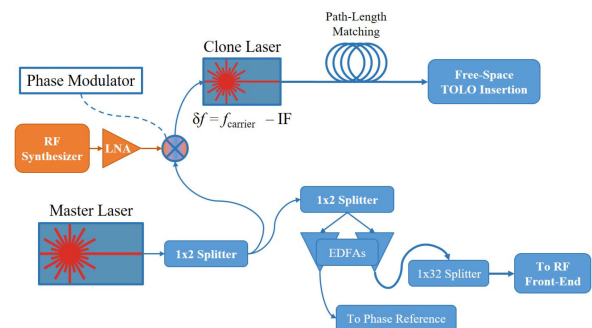 Path-Length
Matching
Clone Laser
Phase Modulator
Free-Space
TOLO Insertion
δf = fcarrier – IF
RF
Synthesizer
LNA
Master Laser
1x2 Splitter
1x2 Splitter
EDFAs
1x32 Splitter
To RF
Front-End
To Phase Reference